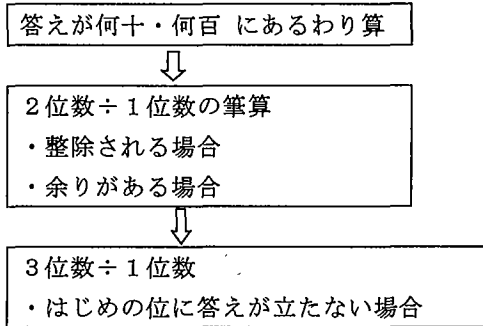 答えが何十・何百 にあるわり算
2位数÷1位数の筆算
・整除される場合
・余りがある場合
3位数÷1位数
・はじめの位に答えが立たない場合